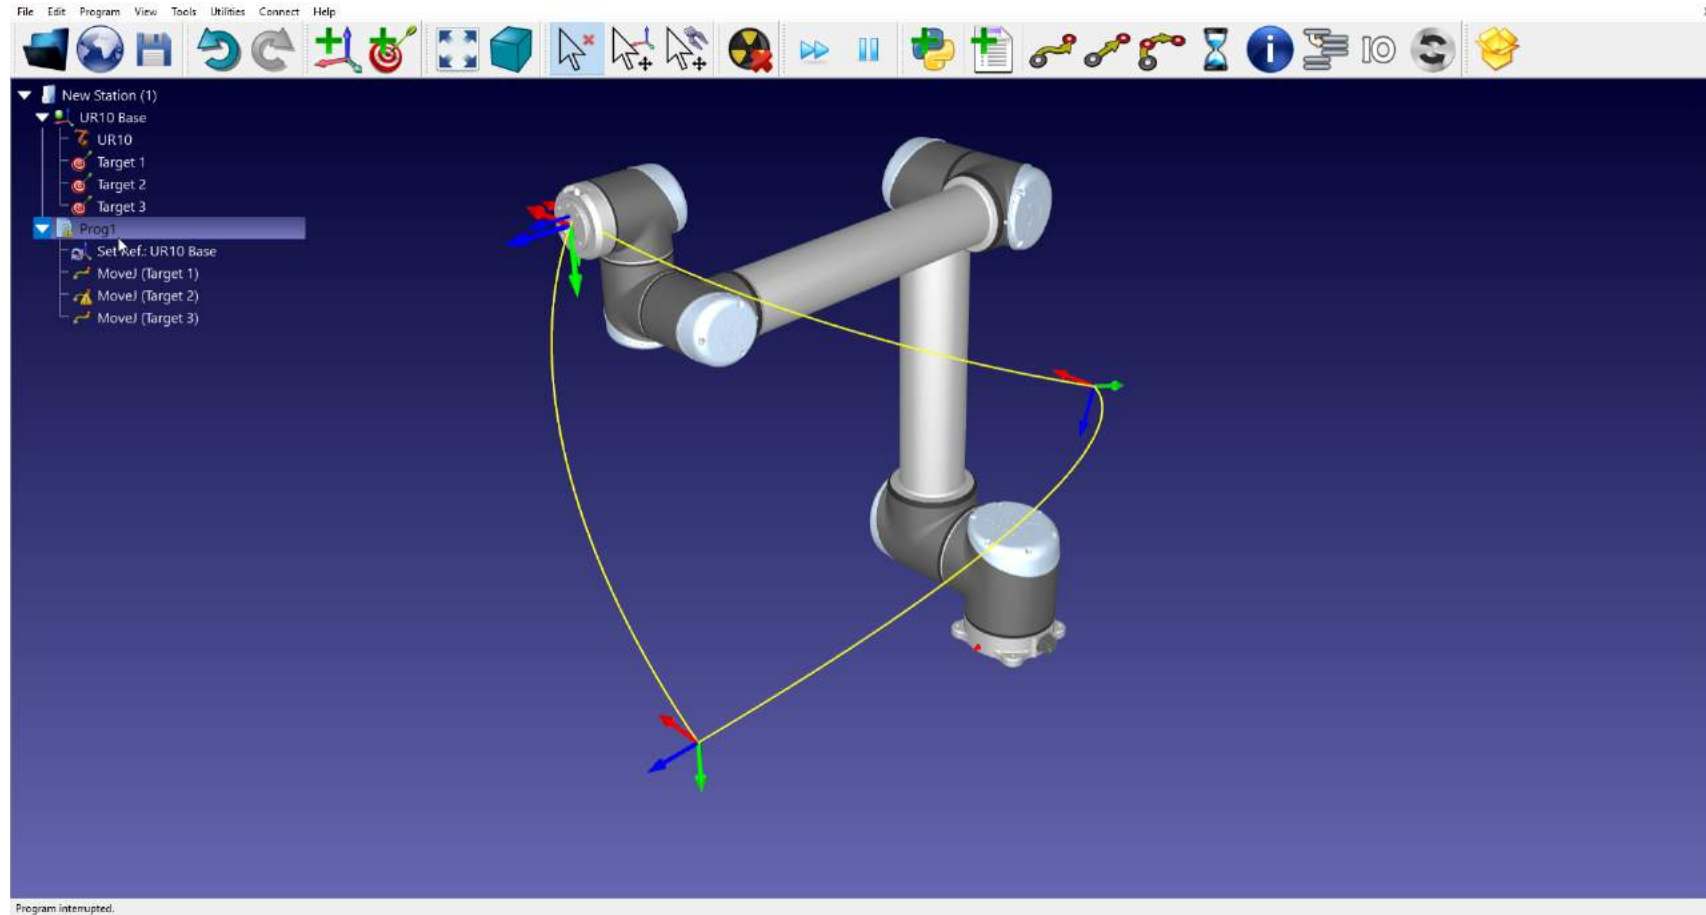 File Edit Program View Tools Utilities Connect Help
IO
New Station (1)
UR10 Base
UR10
Target 1
Target 2
Target 3
Prog1
Set Ref.: UR10 Base
MoveJ (Target 1)
MoveJ (Target 2)
MoveJ (Target 3)
Program interrupted.